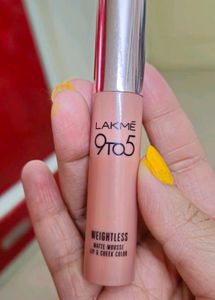 LAKMÉ
9TO5
WEIGHTLESS
MATTE MOUSSE
LIP & CHEEK COLOR